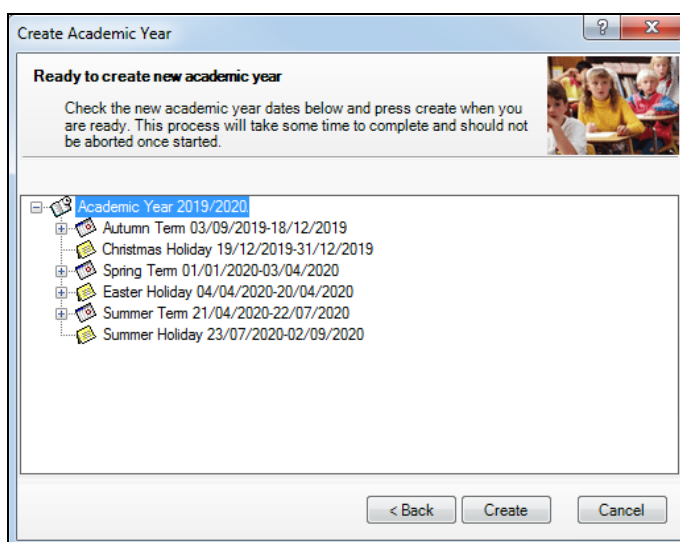 Create Academic Year
Ready to create new academic year
Check the new academic year dates below and press create when you
are ready. This process will take some time to complete and should not
be aborted once started.
Academic Year 2019/2020
Autumn Term 03/09/2019-18/12/2019
Christmas Holiday 19/12/2019-31/12/2019
Spring Term 01/01/2020-03/04/2020
Easter Holiday 04/04/2020-20/04/2020
Summer Term 21/04/2020-22/07/2020
Summer Holiday 23/07/2020-02/09/2020
< Back Create Cancel